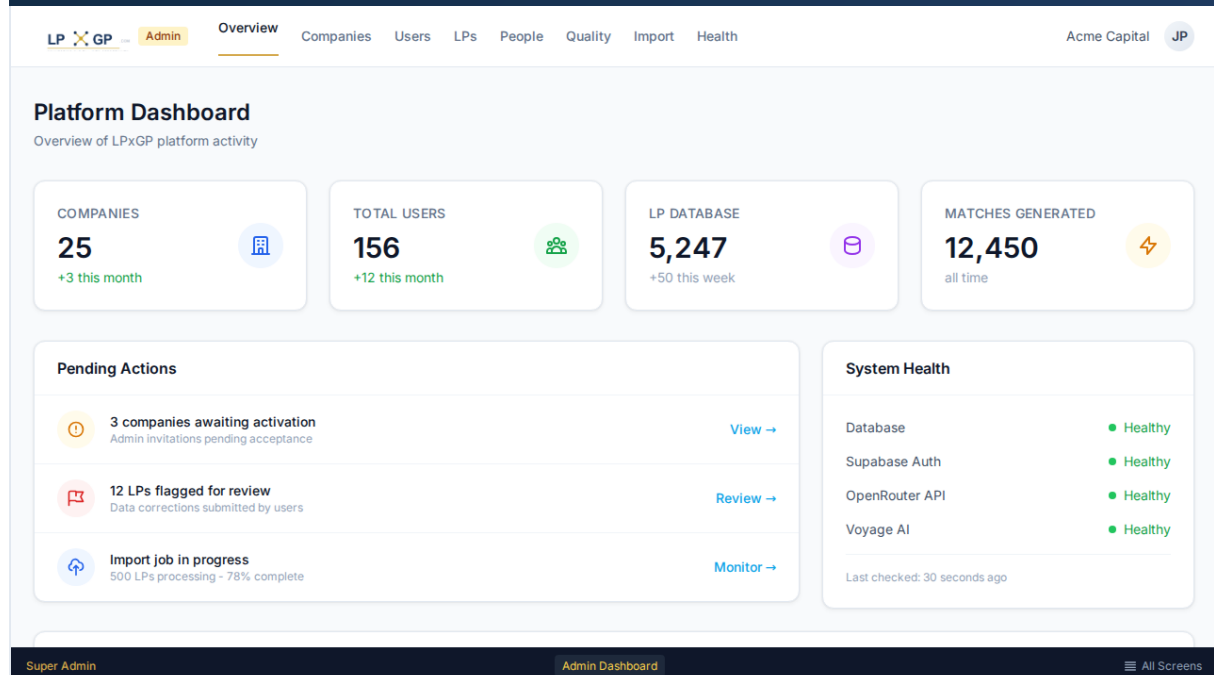 LP GP
Admin
Overview
Companies
Users
LPs
People
Quality
Import
Health
Acme Capital
JP
Platform Dashboard
Overview of LPxGP platform activity
COMPANIES
25
+3 this month
TOTAL USERS
156
+12 this month
LP DATABASE
5,247
+50 this week
MATCHES GENERATED
12,450
all time
Pending Actions
3 companies awaiting activation
Admin invitations pending acceptance
View →
12 LPs flagged for review
Data corrections submitted by users
Review →
Import job in progress
500 LPs processing - 78% complete
Monitor →
System Health
Database
Healthy
Supabase Auth
Healthy
OpenRouter API
Healthy
Voyage AI
Healthy
Last checked: 30 seconds ago
Super Admin
Admin Dashboard
All Screens